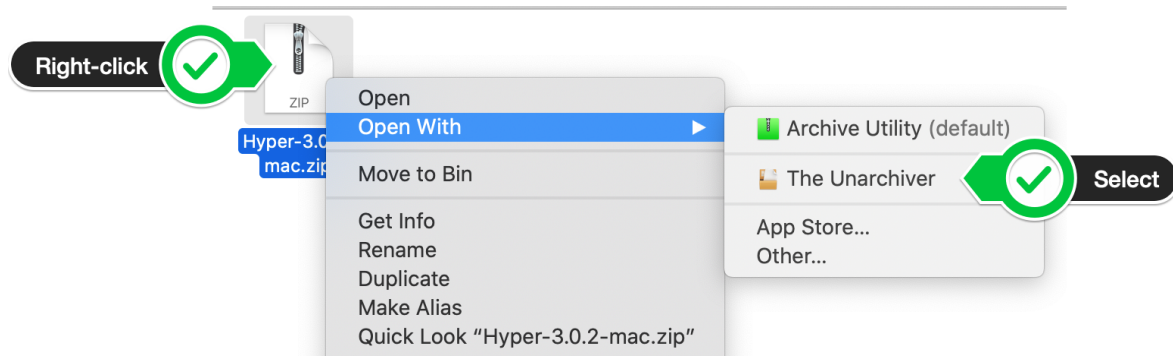 Right-click
ZIP
Hyper-3.0
mac.zip
Open
Open With
Move to Bin
Get Info
Rename
Duplicate
Make Alias
Quick Look “Hyper-3.0.2-mac.zip”
Archive Utility (default)
The Unarchiver
Select
App Store...
Other...